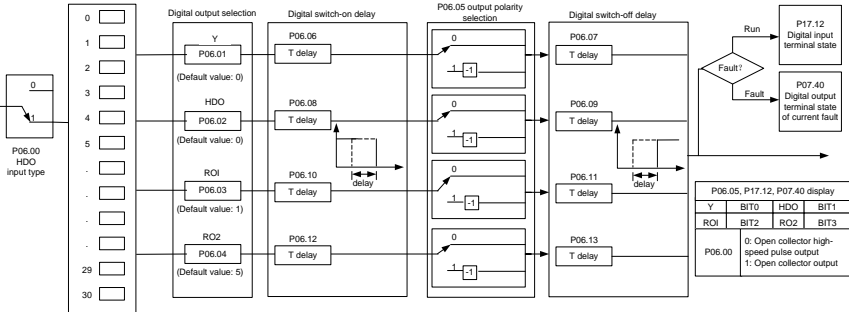 0
1
2
3
4
5
.
.
.
.
29
30
0
1
P06.00
HDO
input type
Digital output selection
Y
P06.01
(Default value: 0)
HDO
P06.02
(Default value: 0)
ROI
P06.03
(Default value: 1)
RO2
P06.04
(Default value: 5)
Digital switch-on delay
P06.06
T delay
P06.08
T delay
delay
P06.10
T delay
P06.12
T delay
P06.05 output polarity
selection
0
1
-1
0
1
-1
0
1
-1
0
1
-1
Digital switch-off delay
P06.07
T delay
P06.09
T delay
delay
P06.11
T delay
P06.13
T delay
Run
Fault?
Fault
P17.12
Digital input
terminal state
P07.40
Digital output
terminal state
of current fault
P06.05, P17.12, P07.40 display
Y BIT0 HDO BIT1
ROI BIT2 RO2 BIT3
P06.00
0: Open collector high-
speed pulse output
1: Open collector output